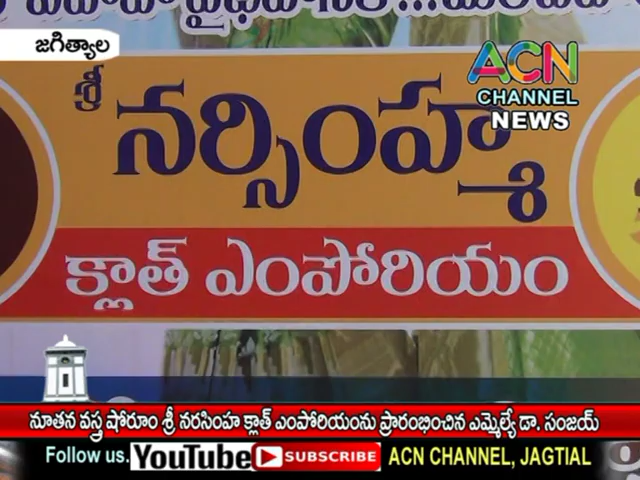 జగిత్యాల
ACN
CHANNEL
NEWS
శ్రీ
నర్సింహ్మా
క్లాత్ ఎంపోరియం
నూతన వస్త్ర షోరూం శ్రీ నరసింహ క్లాత్ ఎంపోరియంను ప్రారంభించిన ఎమ్మెల్యే డా. సంజయ్
Follow us. YouTube SUBSCRIBE ACN CHANNEL, JAGTIAL